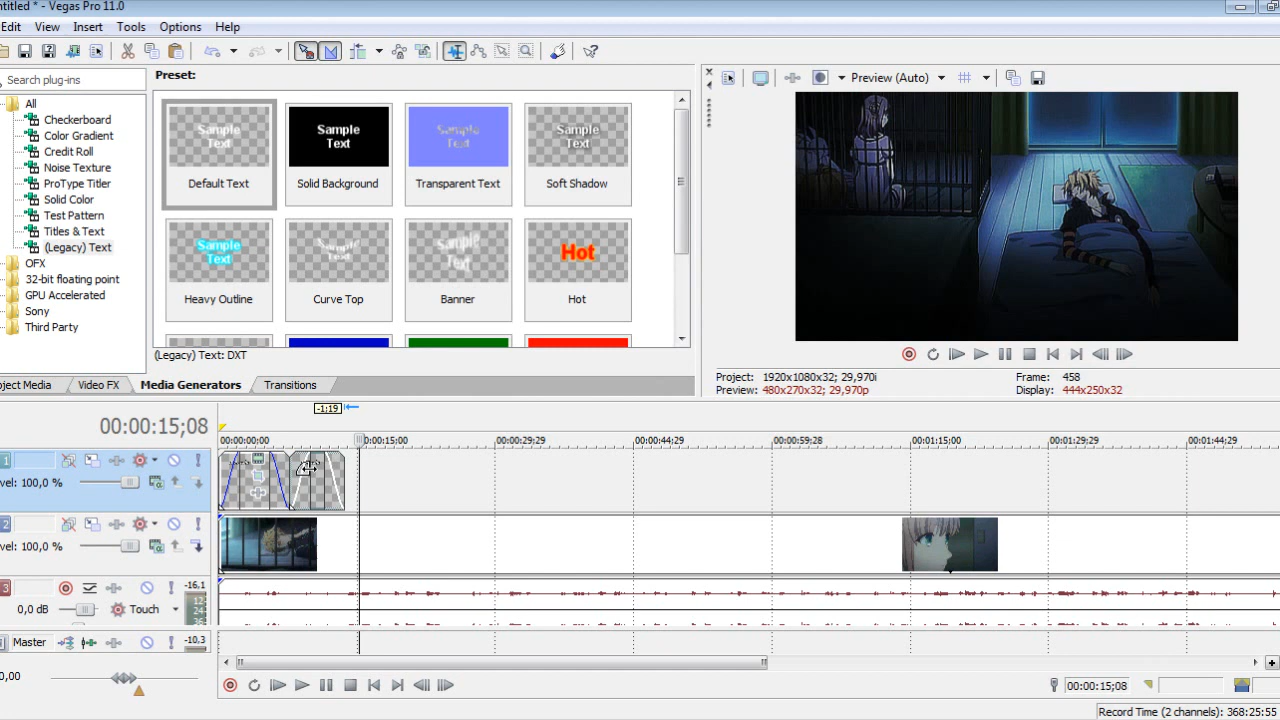 ntitled * - Vegas Pro 11.0
Edit View Insert Tools Options Help
Search plug-ins
All
Checkerboard
Color Gradient
Credit Roll
Noise Texture
ProType Titler
Solid Color
Test Pattern
Titles & Text
(Legacy) Text
OFX
32-bit floating point
GPU Accelerated
Sony
Third Party
Preset:
Sample Text
Sample Text
Sample Text
Sample Text
Default Text
Solid Background
Transparent Text
Soft Shadow
Sample Text
Sample Text
Sample Text
Hot
Heavy Outline
Curve Top
Banner
Hot
(Legacy) Text: DXT
oject Media Video FX Media Generators Transitions
Preview (Auto)
Project: 1920x1080x32; 29,970i
Preview: 480x270x32; 29,970p
Frame: 458
Display: 444x250x32
00:00:15;08
-1;19
00:00:00;00 0:00:15;00 00:00:29;29 00:00:44;29 00:00:59;28 00:01:15;00 00:01:29;29 00:01:44;29
1
vel: 100,0 %
2
vel: 100,0 %
3
-16,1
0,0 dB Touch
12
24
36
Master -10,3
0,00
00:00:15;08
Record Time (2 channels): 368:25:55